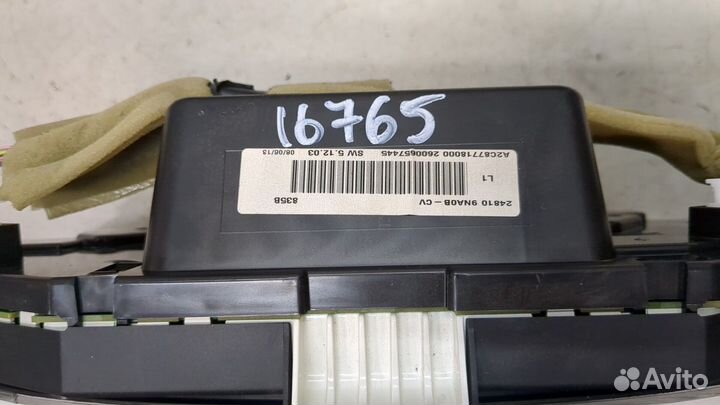 16765
24810 9NA0B-CV 835B
L1
A2C87718000 2600657445 SW 5.12.03 08/06/13
Avito